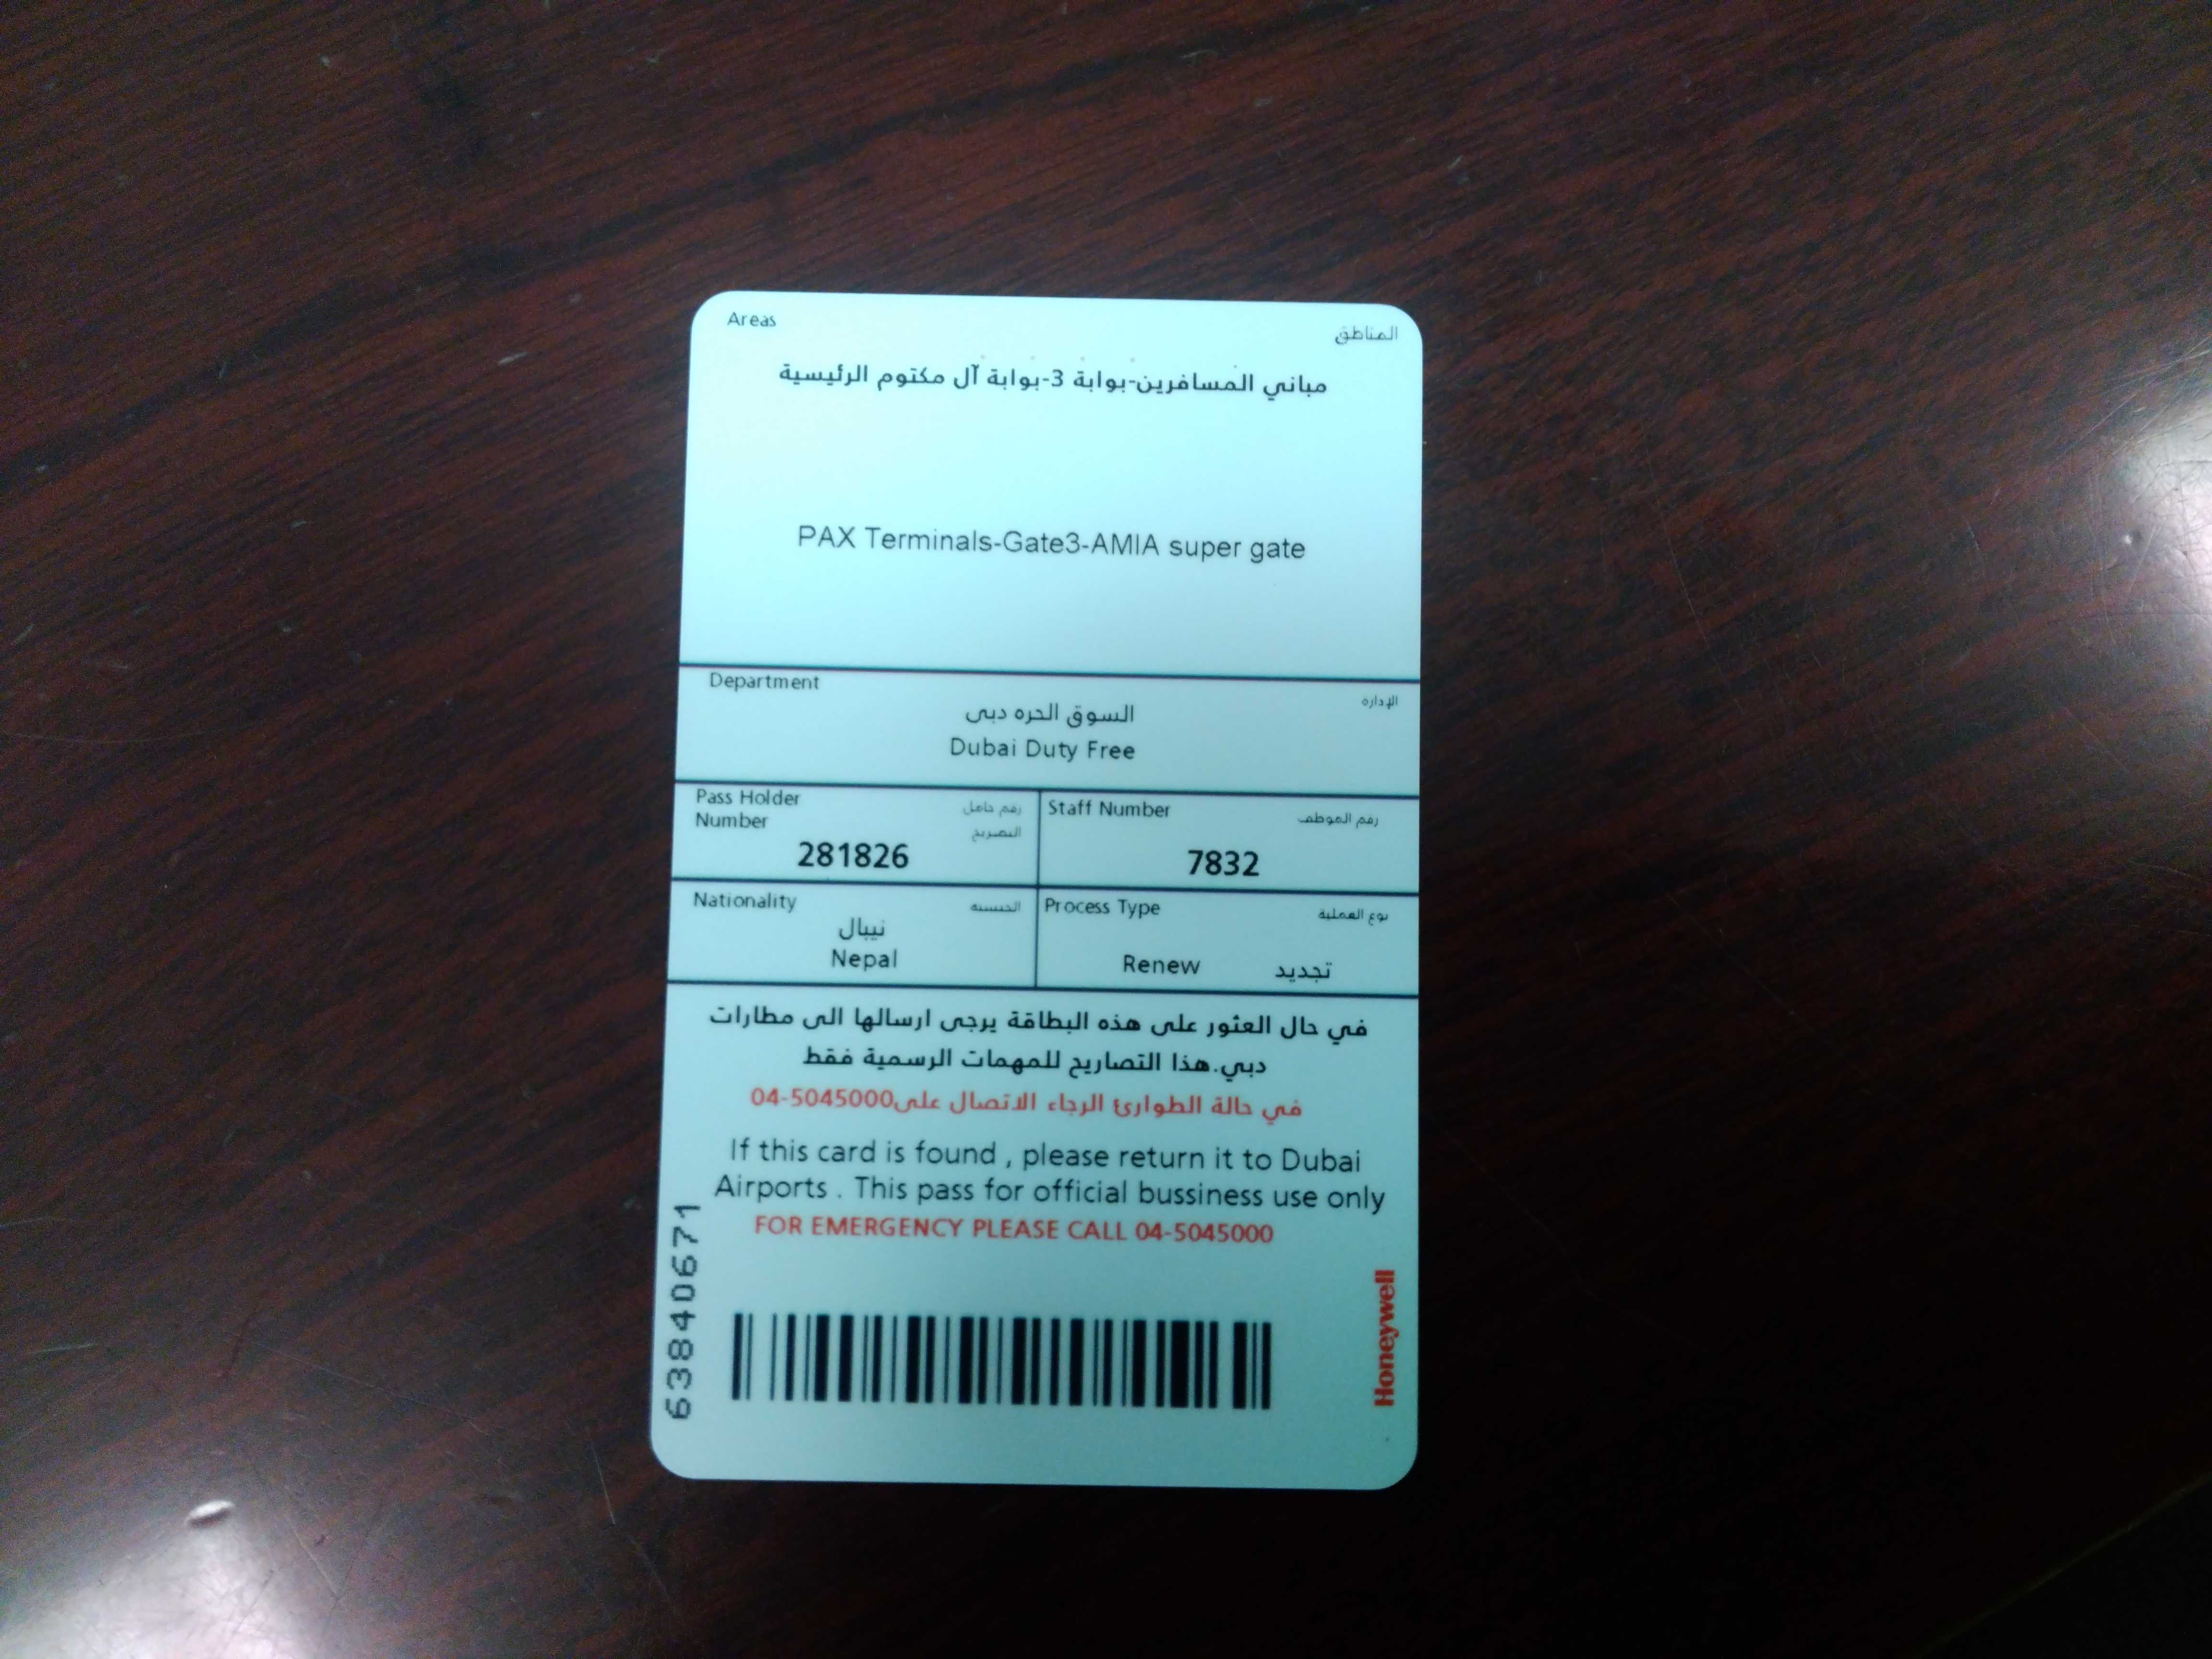 Areas المناطق
مباني المسافرين-بوابة 3-بوابة آل مكتوم الرئيسية
PAX Terminals-Gate3-AMIA super gate
Department الإدارة
السوق الحره دبى
Dubai Duty Free
Pass Holder Number رقم حامل التصريح
281826
Staff Number رقم الموظف
7832
Nationality الجنسية
نيبال
Nepal
Process Type نوع العملية
Renew تجديد
في حال العثور على هذه البطاقة يرجى ارسالها الى مطارات
دبي.هذا التصاريح للمهمات الرسمية فقط
في حالة الطوارئ الرجاء الاتصال على04-5045000
If this card is found , please return it to Dubai
Airports . This pass for official bussiness use only
FOR EMERGENCY PLEASE CALL 04-5045000
638840671
Honeywell